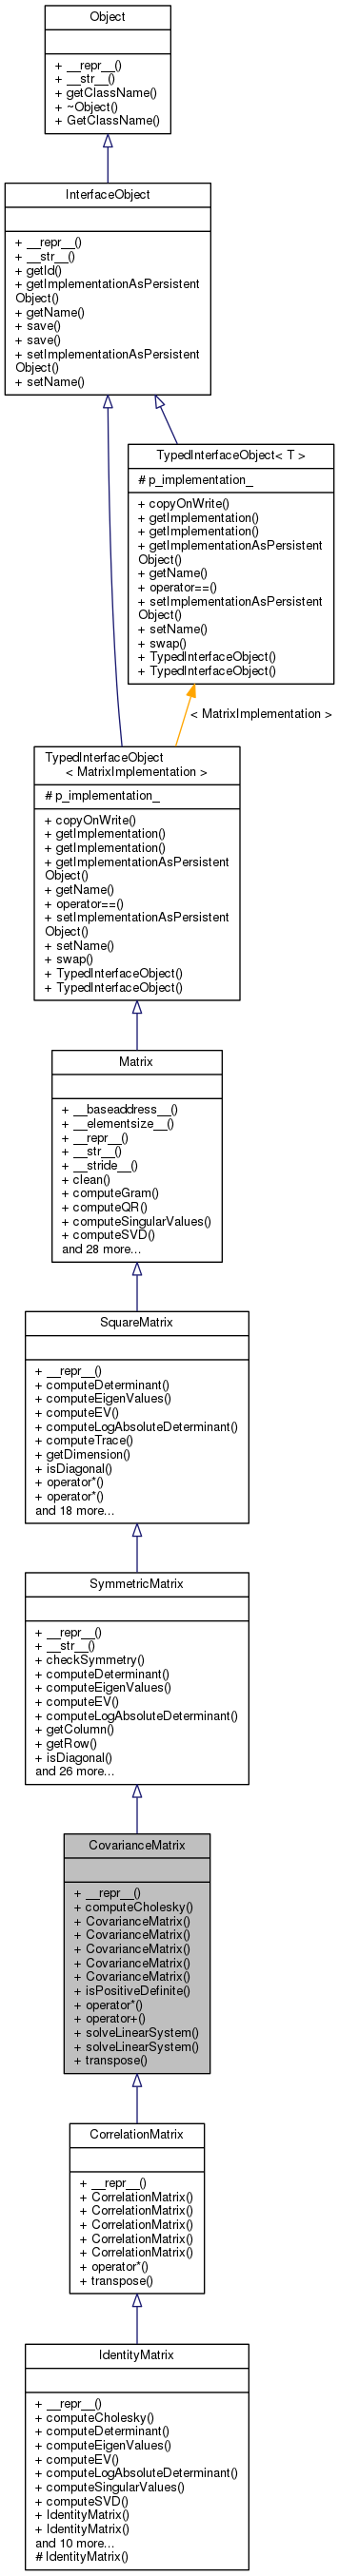 Object
+ __repr__()
+ __str__()
+ getClassName()
+ ~Object()
+ GetClassName()
InterfaceObject
+ __repr__()
+ __str__()
+ getId()
+ getImplementationAsPersistent
Object()
+ getName()
+ save()
+ save()
+ setImplementationAsPersistent
Object()
+ setName()
TypedInterfaceObject< T >
# p_implementation_
+ copyOnWrite()
+ getImplementation()
+ getImplementation()
+ getImplementationAsPersistent
Object()
+ getName()
+ operator==()
+ setImplementationAsPersistent
Object()
+ setName()
+ swap()
+ TypedInterfaceObject()
+ TypedInterfaceObject()
< MatrixImplementation >
TypedInterfaceObject
< MatrixImplementation >
# p_implementation_
+ copyOnWrite()
+ getImplementation()
+ getImplementation()
+ getImplementationAsPersistent
Object()
+ getName()
+ operator==()
+ setImplementationAsPersistent
Object()
+ setName()
+ swap()
+ TypedInterfaceObject()
+ TypedInterfaceObject()
Matrix
+ __baseaddress__()
+ __elementsize__()
+ __repr__()
+ __str__()
+ __stride__()
+ clean()
+ computeGram()
+ computeQR()
+ computeSingularValues()
+ computeSVD()
and 28 more...
SquareMatrix
+ __repr__()
+ computeDeterminant()
+ computeEigenValues()
+ computeEV()
+ computeLogAbsoluteDeterminant()
+ computeTrace()
+ getDimension()
+ isDiagonal()
+ operator*()
+ operator*()
and 18 more...
SymmetricMatrix
+ __repr__()
+ __str__()
+ checkSymmetry()
+ computeDeterminant()
+ computeEigenValues()
+ computeEV()
+ computeLogAbsoluteDeterminant()
+ getColumn()
+ getRow()
+ isDiagonal()
and 26 more...
CovarianceMatrix
+ __repr__()
+ computeCholesky()
+ CovarianceMatrix()
+ CovarianceMatrix()
+ CovarianceMatrix()
+ CovarianceMatrix()
+ CovarianceMatrix()
+ isPositiveDefinite()
+ operator*()
+ operator+()
+ solveLinearSystem()
+ solveLinearSystem()
+ transpose()
CorrelationMatrix
+ __repr__()
+ CorrelationMatrix()
+ CorrelationMatrix()
+ CorrelationMatrix()
+ CorrelationMatrix()
+ CorrelationMatrix()
+ operator*()
+ transpose()
IdentityMatrix
+ __repr__()
+ computeCholesky()
+ computeDeterminant()
+ computeEigenValues()
+ computeEV()
+ computeLogAbsoluteDeterminant()
+ computeSingularValues()
+ computeSVD()
+ IdentityMatrix()
+ IdentityMatrix()
and 10 more...
# IdentityMatrix()